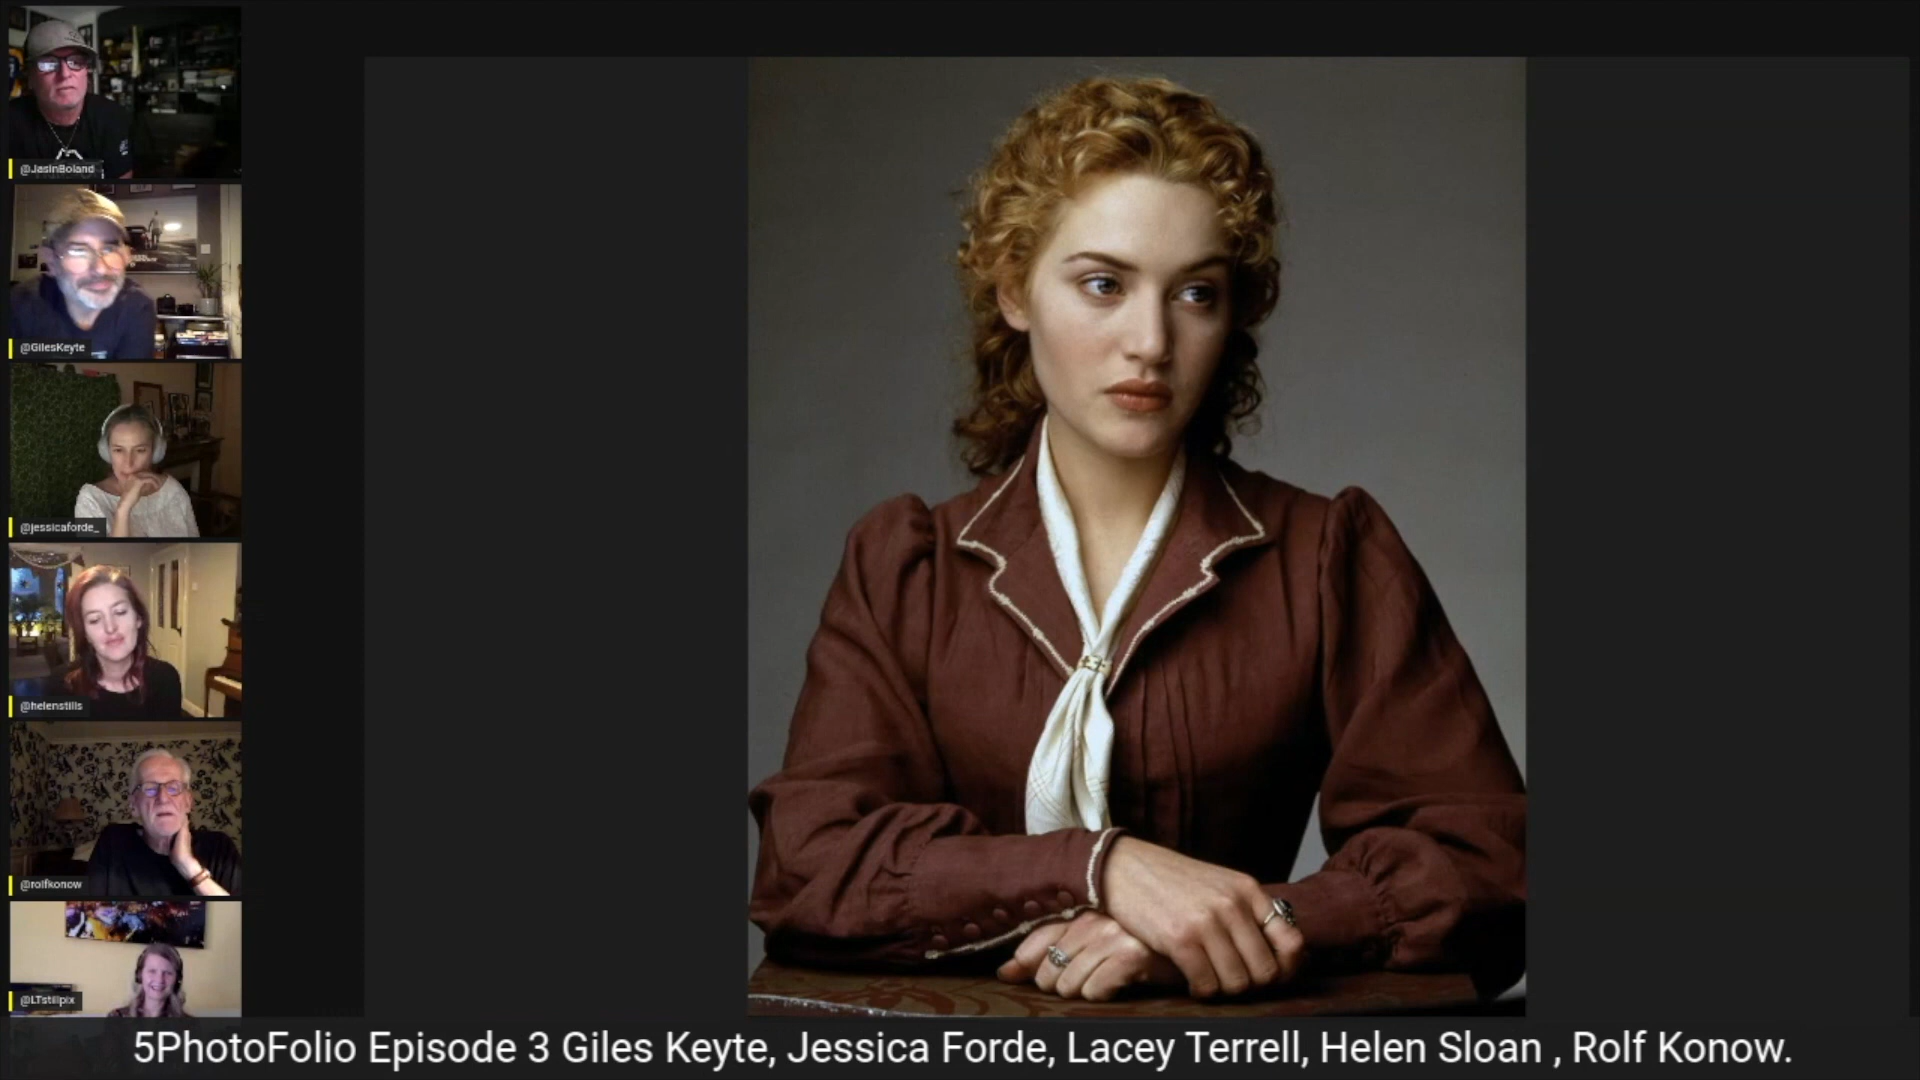 @JasinBoland
@GilesKeyte
@jessicaforde_
@helenstills
@rolfkonow
@LTstillpix
5PhotoFolio Episode 3 Giles Keyte, Jessica Forde, Lacey Terrell, Helen Sloan , Rolf Konow.